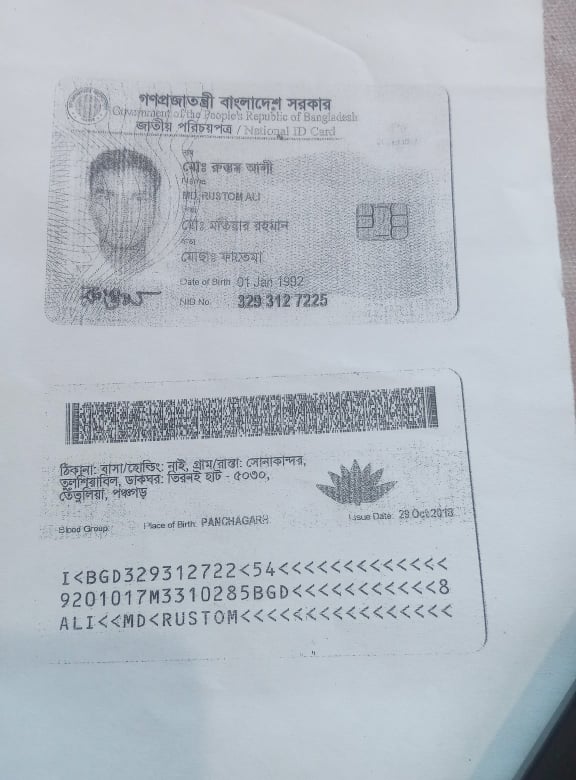 গণপ্রজাতন্ত্রী বাংলাদেশ সরকার
Government of the People's Republic of Bangladesh
জাতীয় পরিচয়পত্র / National ID Card
নাম
মোঃ রুস্তম আলী
Name
MD. RUSTOM ALI
মোঃ মতিয়ার রহমান
মোছাঃ ফাতেমা
Date of Birth 01 Jan 1992
NID No. 329 312 7225
ঠিকানা: বাসা/হোল্ডিং: নাই, গ্রাম/রাস্তা: সোনাকান্দর,
ডাকঘর: তিরনই হাট - ৫০৩০,
তেঁতুলিয়া, পঞ্চগড়
Blood Group: Place of Birth: PANCHAGARH Issue Date: 29 Oct 2018
I<BGD329312722<54<<<<<<<<<<<<<
9201017M3310285BGD<<<<<<<<<<<8
ALI<<MD<RUSTOM<<<<<<<<<<<<<<<<